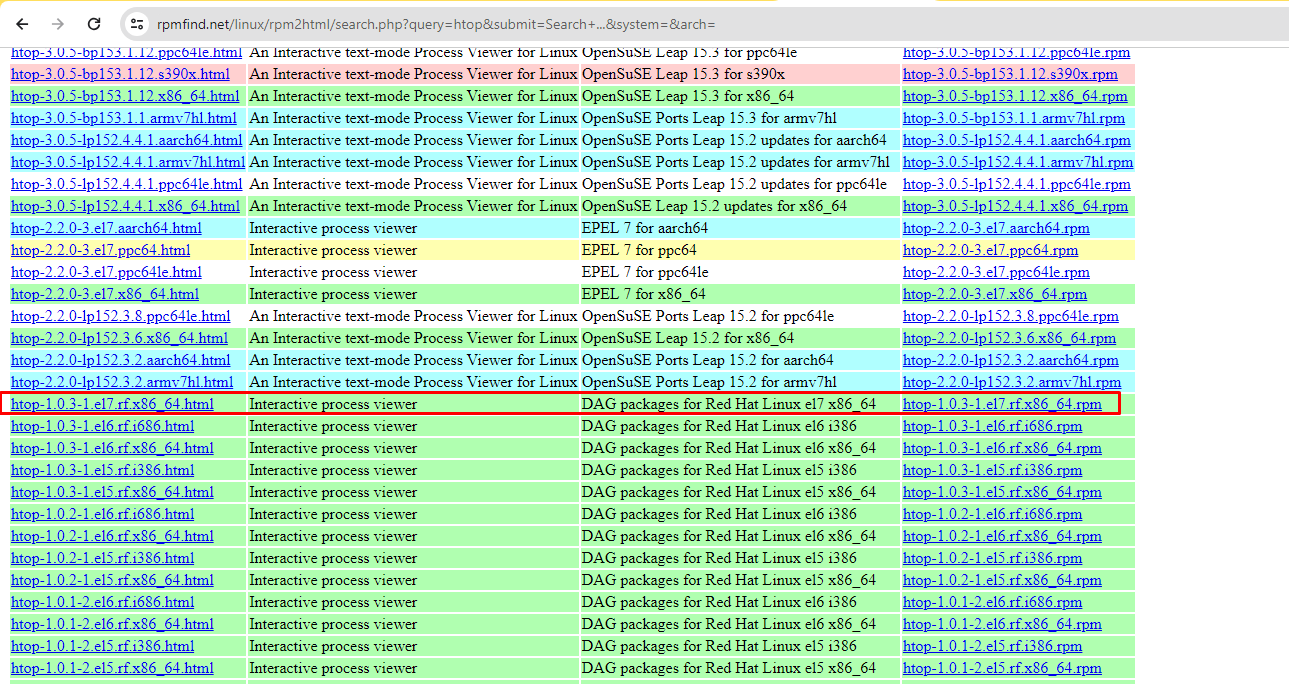 rpmfind.net/linux/rpm2html/search.php?query=htop&submit=Search+...&system=&arch=
htop-3.0.5-bp153.1.12.ppc64le.html An Interactive text-mode Process Viewer for Linux OpenSuSE Leap 15.3 for ppc64le htop-3.0.5-bp153.1.12.ppc64le.rpm
htop-3.0.5-bp153.1.12.s390x.html An Interactive text-mode Process Viewer for Linux OpenSuSE Leap 15.3 for s390x htop-3.0.5-bp153.1.12.s390x.rpm
htop-3.0.5-bp153.1.12.x86_64.html An Interactive text-mode Process Viewer for Linux OpenSuSE Leap 15.3 for x86_64 htop-3.0.5-bp153.1.12.x86_64.rpm
htop-3.0.5-bp153.1.1.armv7hl.html An Interactive text-mode Process Viewer for Linux OpenSuSE Ports Leap 15.3 for armv7hl htop-3.0.5-bp153.1.1.armv7hl.rpm
htop-3.0.5-lp152.4.4.1.aarch64.html An Interactive text-mode Process Viewer for Linux OpenSuSE Ports Leap 15.2 updates for aarch64 htop-3.0.5-lp152.4.4.1.aarch64.rpm
htop-3.0.5-lp152.4.4.1.armv7hl.html An Interactive text-mode Process Viewer for Linux OpenSuSE Ports Leap 15.2 updates for armv7hl htop-3.0.5-lp152.4.4.1.armv7hl.rpm
htop-3.0.5-lp152.4.4.1.ppc64le.html An Interactive text-mode Process Viewer for Linux OpenSuSE Ports Leap 15.2 updates for ppc64le htop-3.0.5-lp152.4.4.1.ppc64le.rpm
htop-3.0.5-lp152.4.4.1.x86_64.html An Interactive text-mode Process Viewer for Linux OpenSuSE Leap 15.2 updates for x86_64 htop-3.0.5-lp152.4.4.1.x86_64.rpm
htop-2.2.0-3.el7.aarch64.html Interactive process viewer EPEL 7 for aarch64 htop-2.2.0-3.el7.aarch64.rpm
htop-2.2.0-3.el7.ppc64.html Interactive process viewer EPEL 7 for ppc64 htop-2.2.0-3.el7.ppc64.rpm
htop-2.2.0-3.el7.ppc64le.html Interactive process viewer EPEL 7 for ppc64le htop-2.2.0-3.el7.ppc64le.rpm
htop-2.2.0-3.el7.x86_64.html Interactive process viewer EPEL 7 for x86_64 htop-2.2.0-3.el7.x86_64.rpm
htop-2.2.0-lp152.3.8.ppc64le.html An Interactive text-mode Process Viewer for Linux OpenSuSE Ports Leap 15.2 for ppc64le htop-2.2.0-lp152.3.8.ppc64le.rpm
htop-2.2.0-lp152.3.6.x86_64.html An Interactive text-mode Process Viewer for Linux OpenSuSE Leap 15.2 for x86_64 htop-2.2.0-lp152.3.6.x86_64.rpm
htop-2.2.0-lp152.3.2.aarch64.html An Interactive text-mode Process Viewer for Linux OpenSuSE Ports Leap 15.2 for aarch64 htop-2.2.0-lp152.3.2.aarch64.rpm
htop-2.2.0-lp152.3.2.armv7hl.html An Interactive text-mode Process Viewer for Linux OpenSuSE Ports Leap 15.2 for armv7hl htop-2.2.0-lp152.3.2.armv7hl.rpm
htop-1.0.3-1.el7.rf.x86_64.html Interactive process viewer DAG packages for Red Hat Linux el7 x86_64 htop-1.0.3-1.el7.rf.x86_64.rpm
htop-1.0.3-1.el6.rf.i686.html Interactive process viewer DAG packages for Red Hat Linux el6 i386 htop-1.0.3-1.el6.rf.i686.rpm
htop-1.0.3-1.el6.rf.x86_64.html Interactive process viewer DAG packages for Red Hat Linux el6 x86_64 htop-1.0.3-1.el6.rf.x86_64.rpm
htop-1.0.3-1.el5.rf.i386.html Interactive process viewer DAG packages for Red Hat Linux el5 i386 htop-1.0.3-1.el5.rf.i386.rpm
htop-1.0.3-1.el5.rf.x86_64.html Interactive process viewer DAG packages for Red Hat Linux el5 x86_64 htop-1.0.3-1.el5.rf.x86_64.rpm
htop-1.0.2-1.el6.rf.i686.html Interactive process viewer DAG packages for Red Hat Linux el6 i386 htop-1.0.2-1.el6.rf.i686.rpm
htop-1.0.2-1.el6.rf.x86_64.html Interactive process viewer DAG packages for Red Hat Linux el6 x86_64 htop-1.0.2-1.el6.rf.x86_64.rpm
htop-1.0.2-1.el5.rf.i386.html Interactive process viewer DAG packages for Red Hat Linux el5 i386 htop-1.0.2-1.el5.rf.i386.rpm
htop-1.0.2-1.el5.rf.x86_64.html Interactive process viewer DAG packages for Red Hat Linux el5 x86_64 htop-1.0.2-1.el5.rf.x86_64.rpm
htop-1.0.1-2.el6.rf.i686.html Interactive process viewer DAG packages for Red Hat Linux el6 i386 htop-1.0.1-2.el6.rf.i686.rpm
htop-1.0.1-2.el6.rf.x86_64.html Interactive process viewer DAG packages for Red Hat Linux el6 x86_64 htop-1.0.1-2.el6.rf.x86_64.rpm
htop-1.0.1-2.el5.rf.i386.html Interactive process viewer DAG packages for Red Hat Linux el5 i386 htop-1.0.1-2.el5.rf.i386.rpm
htop-1.0.1-2.el5.rf.x86_64.html Interactive process viewer DAG packages for Red Hat Linux el5 x86_64 htop-1.0.1-2.el5.rf.x86_64.rpm